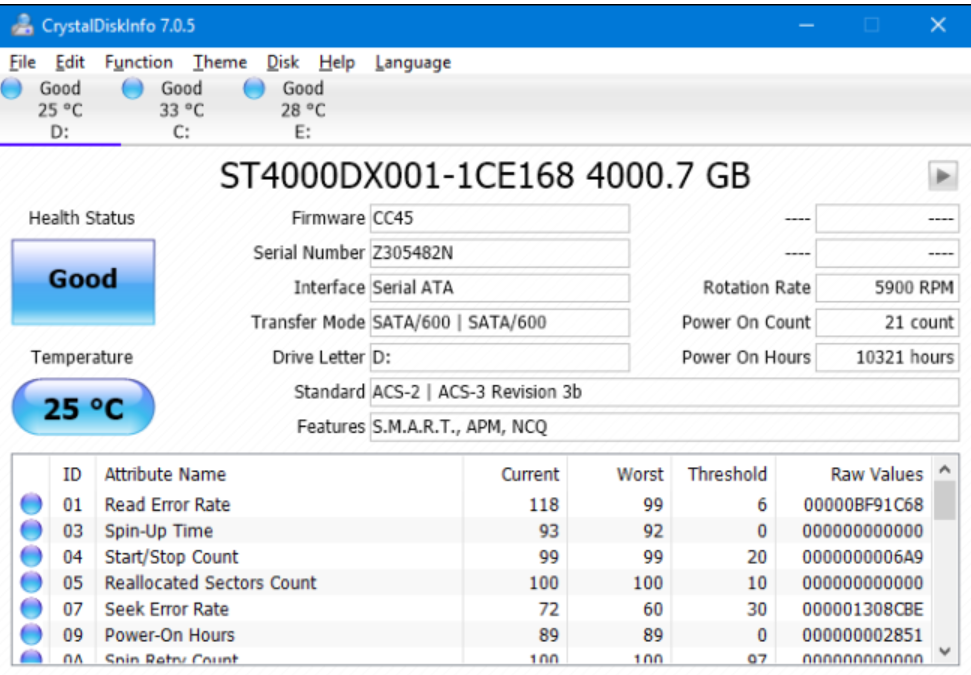 CrystalDiskInfo 7.0.5
File Edit Function Theme Disk Help Language
Good Good Good
25 °C 33 °C 28 °C
D: C: E:
ST4000DX001-1CE168 4000.7 GB
Health Status Firmware CC45 ---- ----
Good Serial Number Z305482N ---- ----
Interface Serial ATA Rotation Rate 5900 RPM
Transfer Mode SATA/600 | SATA/600 Power On Count 21 count
Temperature Drive Letter D: Power On Hours 10321 hours
25 °C Standard ACS-2 | ACS-3 Revision 3b
Features S.M.A.R.T., APM, NCQ
ID Attribute Name Current Worst Threshold Raw Values
01 Read Error Rate 118 99 6 00000BF91C68
03 Spin-Up Time 93 92 0 000000000000
04 Start/Stop Count 99 99 20 0000000006A9
05 Reallocated Sectors Count 100 100 10 000000000000
07 Seek Error Rate 72 60 30 000001308CBE
09 Power-On Hours 89 89 0 000000002851
0A Spin Retry Count 100 100 97 000000000000